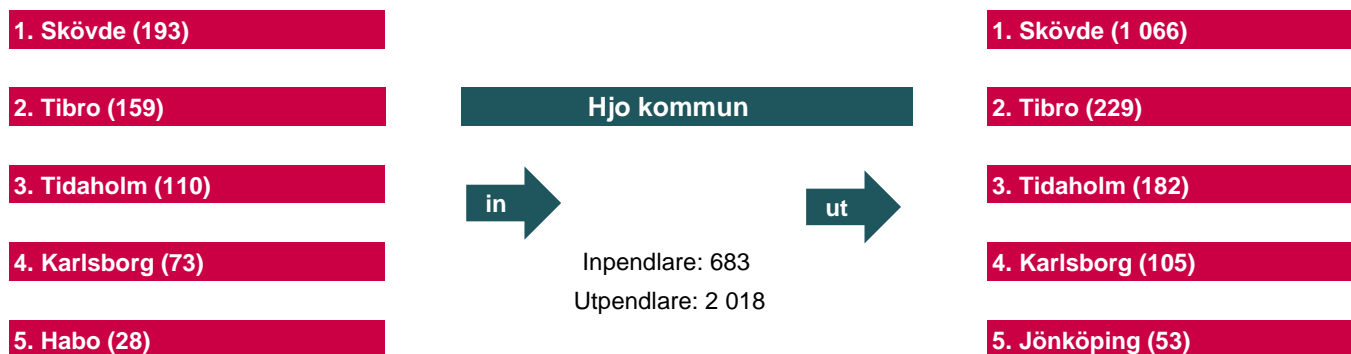 1. Skövde (193)
2. Tibro (159)
3. Tidaholm (110)
4. Karlsborg (73)
5. Habo (28)
Hjo kommun
in
ut
Inpendlare: 683
Utpendlare: 2 018
1. Skövde (1 066)
2. Tibro (229)
3. Tidaholm (182)
4. Karlsborg (105)
5. Jönköping (53)